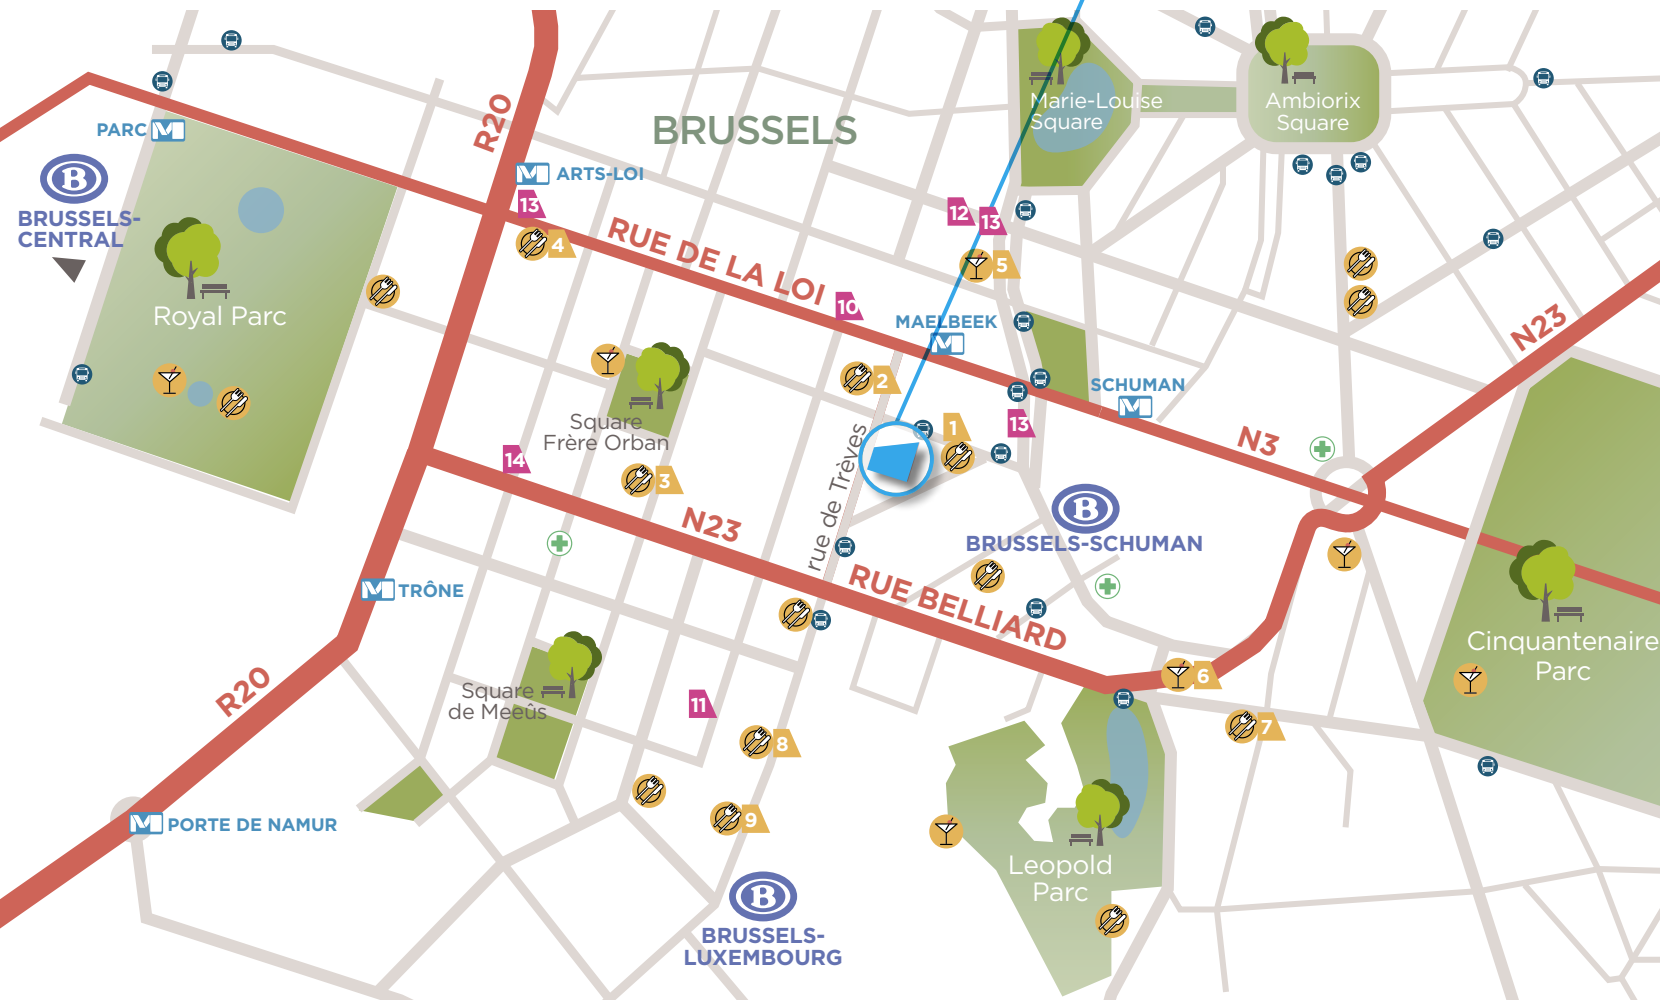 R20
BRUSSELS
Marie-Louise
Square
Ambiorix
Square
PARC M
B
BRUSSELS-
CENTRAL
M ARTS-LOI
13
4
RUE DE LA LOI
12
13
5
10
Royal Parc
MAELBEEK
M
N23
2
SCHUMAN
M
Square
Frère Orban
1
13
N3
14
3
rue de Trèves
N23
B
BRUSSELS-SCHUMAN
M TRÔNE
RUE BELLIARD
Cinquantenaire
Parc
R20
Square
de Meeûs
6
11
7
8
9
M PORTE DE NAMUR
Leopold
Parc
B
BRUSSELS-
LUXEMBOURG